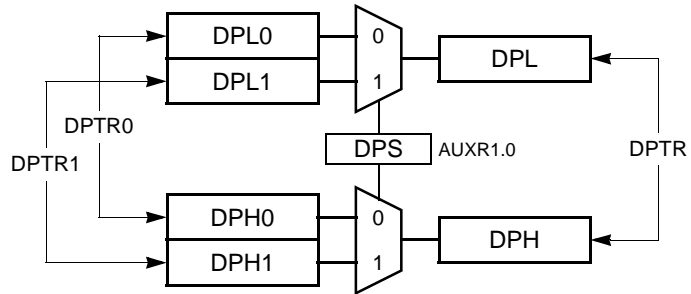 DPL0
0
DPL
DPL1
1
DPTR0
DPS
AUXR1.0
DPTR
DPTR1
DPH0
0
DPH
DPH1
1